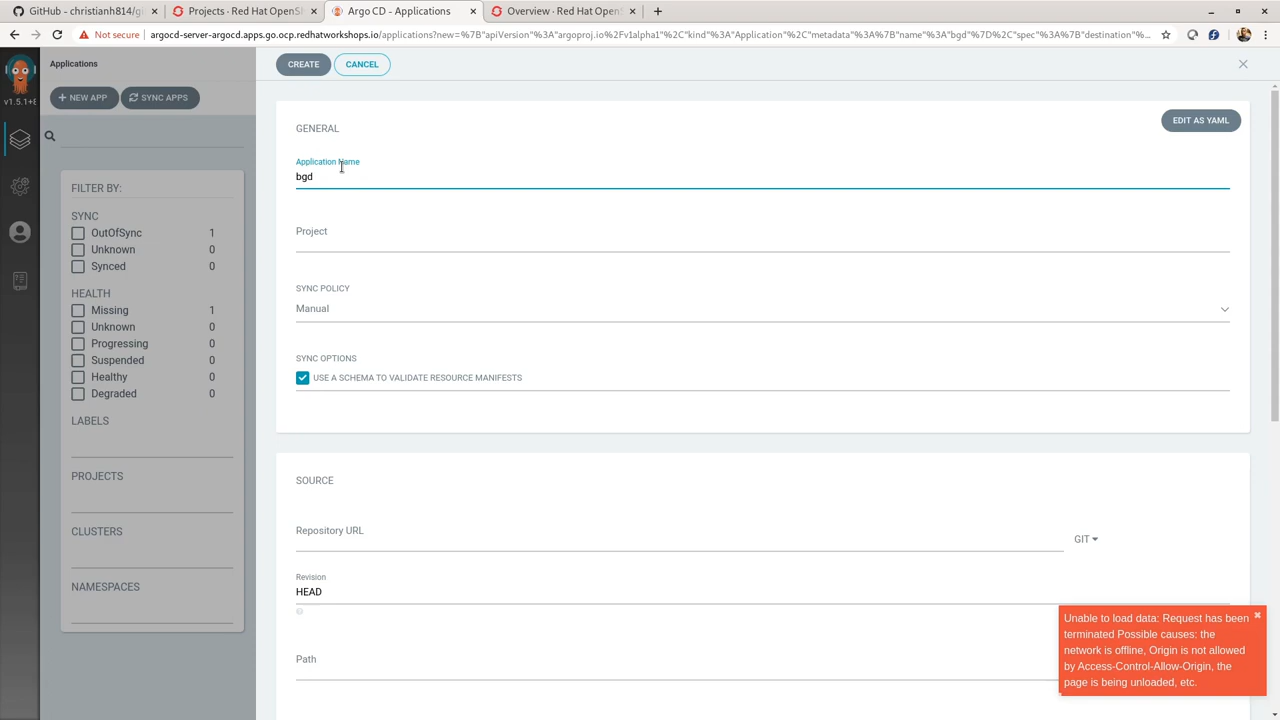 GitHub - christianh814/gi
Projects · Red Hat OpenSh
Argo CD - Applications
Overview · Red Hat OpenSh
Not secure
argocd-server-argocd.apps.go.ocp.redhatworkshops.io/applications?new=%7B"apiVersion"%3A"argoproj.io%2Fv1alpha1"%2C"kind"%3A"Application"%2C"metadata"%3A%7B"name"%3A"bgd"%7D%2C"spec"%3A%7B"destination"%...
v1.5.1+8
Applications
CREATE
CANCEL
NEW APP
SYNC APPS
FILTER BY:
SYNC
OutOfSync 1
Unknown 0
Synced 0
HEALTH
Missing 1
Unknown 0
Progressing 0
Suspended 0
Healthy 0
Degraded 0
LABELS
PROJECTS
CLUSTERS
NAMESPACES
GENERAL
EDIT AS YAML
Application Name
bgd
Project
SYNC POLICY
Manual
SYNC OPTIONS
USE A SCHEMA TO VALIDATE RESOURCE MANIFESTS
SOURCE
Repository URL
GIT
Revision
HEAD
Path
Unable to load data: Request has been
terminated Possible causes: the
network is offline, Origin is not allowed
by Access-Control-Allow-Origin, the
page is being unloaded, etc.